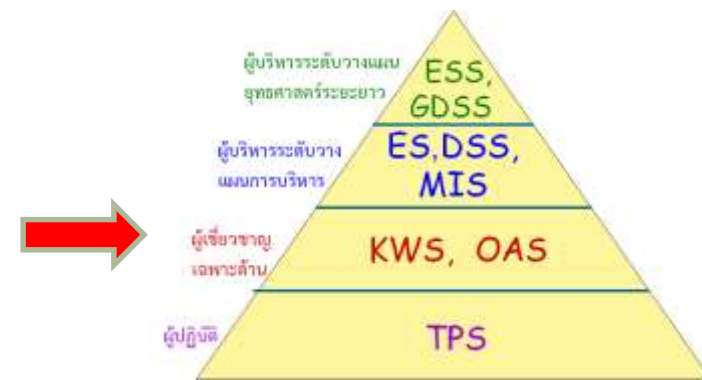 ผู้บริหารระดับวางแผน
ยุทธศาสตร์ระยะยาว
ESS,
GDSS
ผู้บริหารระดับวาง
แผนการบริหาร
ES,DSS,
MIS
ผู้เชี่ยวชาญ
เฉพาะด้าน
KWS, OAS
ผู้ปฏิบัติ
TPS